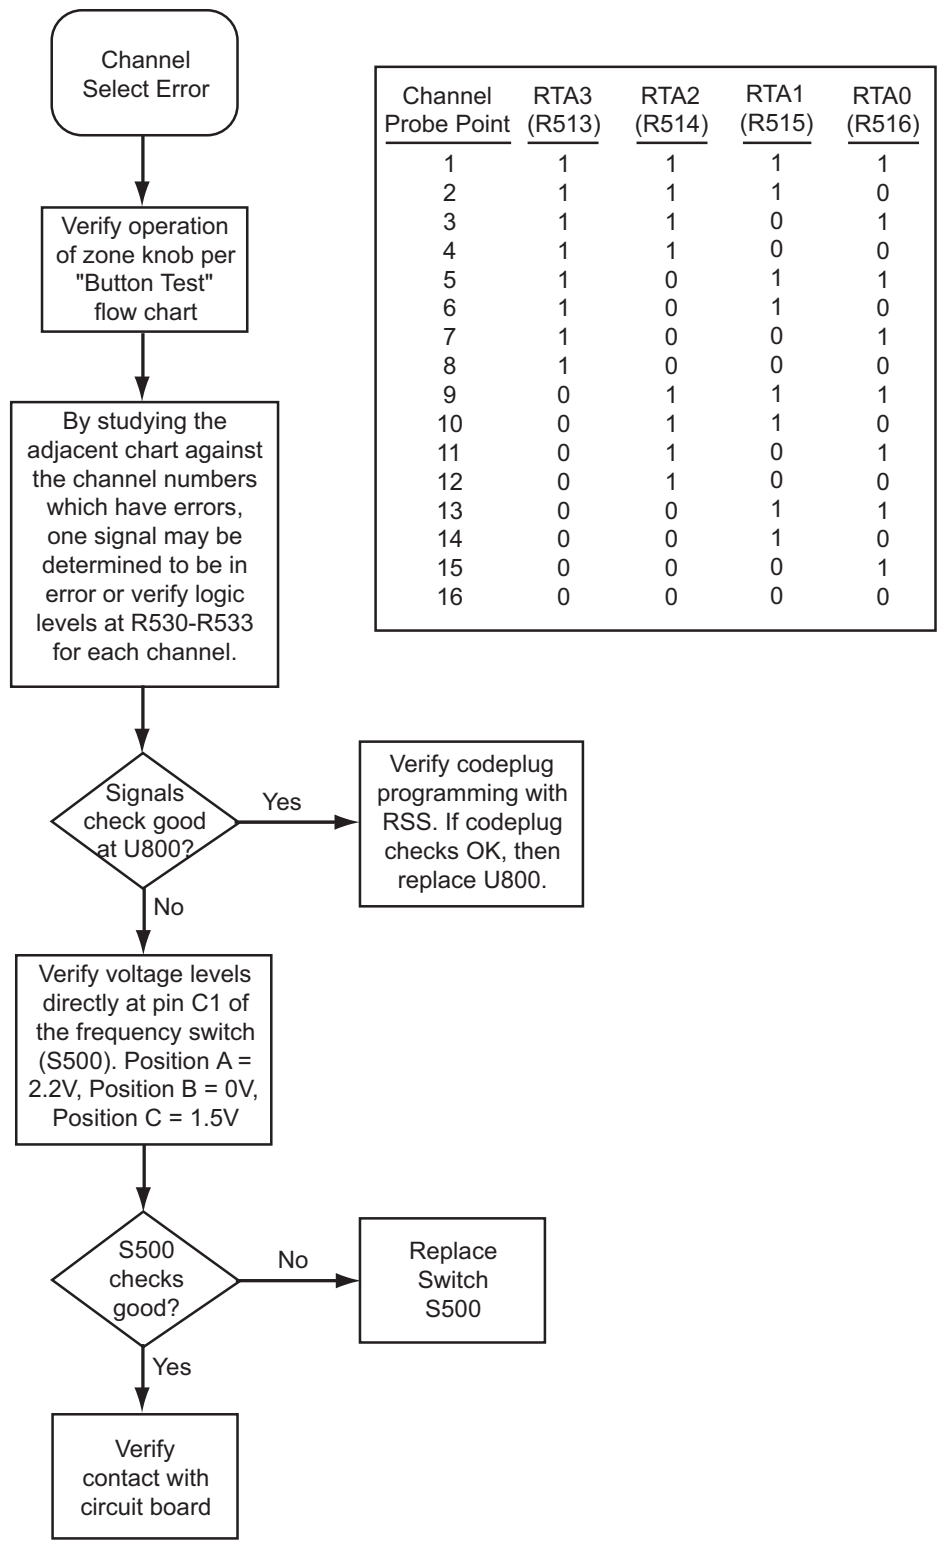 Channel
Select Error
Verify operation
of zone knob per
"Button Test"
flow chart
By studying the
adjacent chart against
the channel numbers
which have errors,
one signal may be
determined to be in
error or verify logic
levels at R530-R533
for each channel.
Signals
check good
at U800?
Yes
Verify codeplug
programming with
RSS. If codeplug
checks OK, then
replace U800.
No
Verify voltage levels
directly at pin C1 of
the frequency switch
(S500). Position A =
2.2V, Position B = 0V,
Position C = 1.5V
S500
checks
good?
No
Replace
Switch
S500
Yes
Verify
contact with
circuit board
Channel RTA3 RTA2 RTA1 RTA0
Probe Point (R513) (R514) (R515) (R516)
1 1 1 1 1
2 1 1 1 0
3 1 1 0 1
4 1 1 0 0
5 1 0 1 1
6 1 0 1 0
7 1 0 0 1
8 1 0 0 0
9 0 1 1 1
10 0 1 1 0
11 0 1 0 1
12 0 1 0 0
13 0 0 1 1
14 0 0 1 0
15 0 0 0 1
16 0 0 0 0